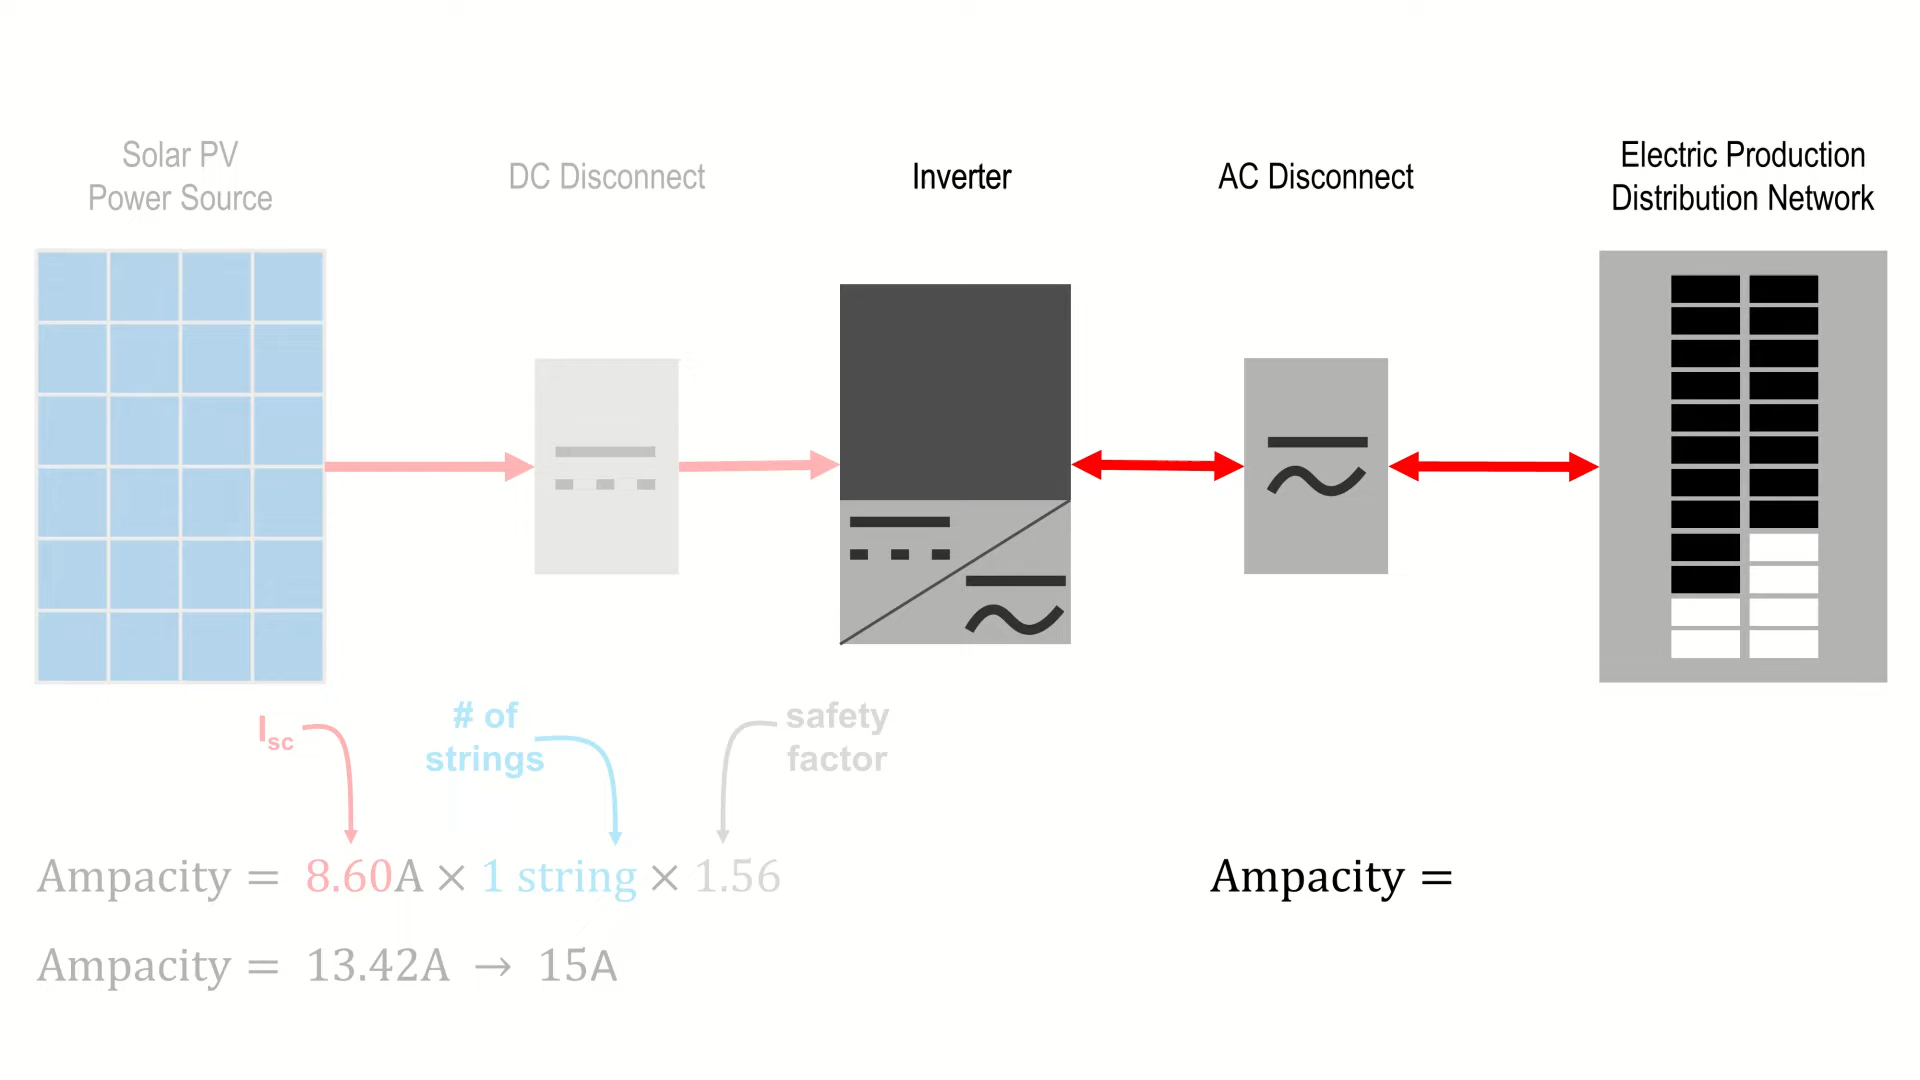 Solar PV
Power Source
DC Disconnect
Inverter
AC Disconnect
Electric Production
Distribution Network
Isc
# of
strings
safety
factor
Ampacity = 8.60A × 1 string × 1.56
Ampacity = 13.42A → 15A
Ampacity =